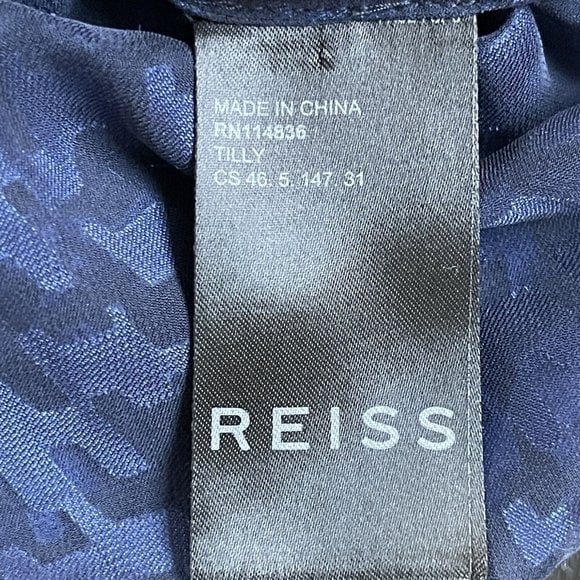 MADE IN CHINA
RN114836
TILLY
CS 46. 5. 147. 31
REISS